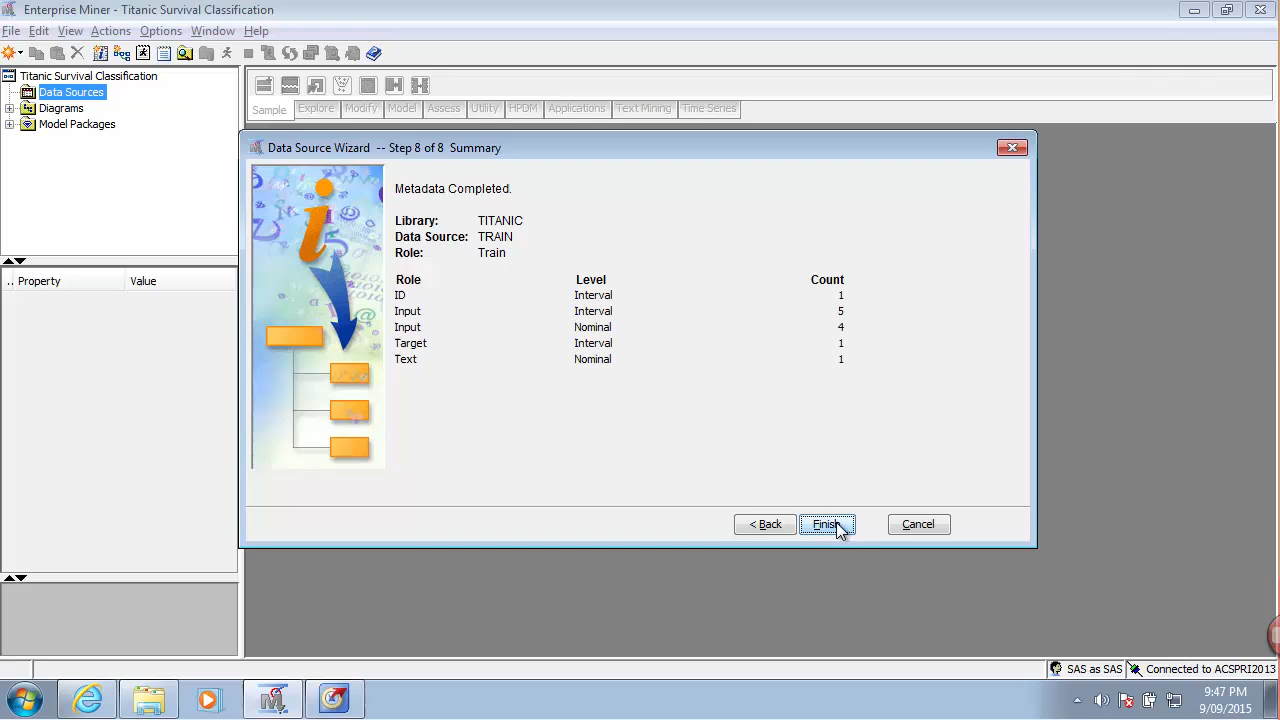 Enterprise Miner - Titanic Survival Classification
File Edit View Actions Options Window Help
Titanic Survival Classification
Data Sources
Diagrams
Model Packages
Sample Explore Modify Model Assess Utility HPDM Applications Text Mining Time Series
Data Source Wizard -- Step 8 of 8 Summary
Metadata Completed.
Library: TITANIC
Data Source: TRAIN
Role: Train
Role Level Count
ID Interval 1
Input Interval 5
Input Nominal 4
Target Interval 1
Text Nominal 1
< Back Finish Cancel
.. Property Value
SAS as SAS Connected to ACSPRI2013
9:47 PM
9/09/2015